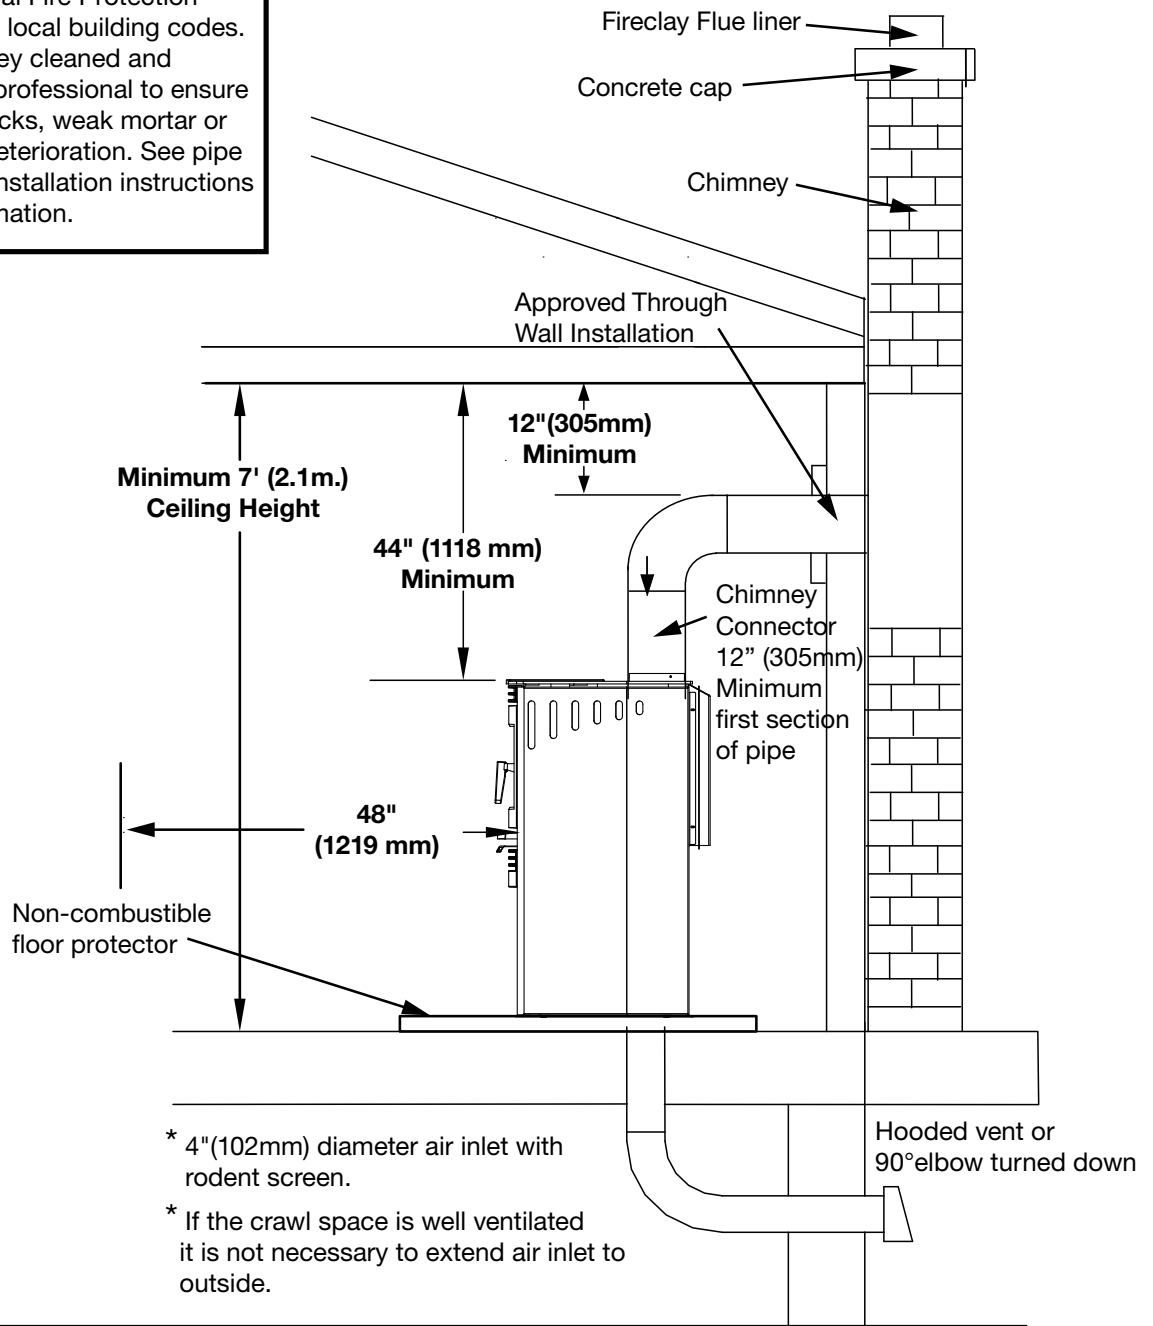 al Fire Protection
local building codes.
ey cleaned and
professional to ensure
cks, weak mortar or
eterioration. See pipe
nstallation instructions
nation.
Fireclay Flue liner
Concrete cap
Chimney
Approved Through
Wall Installation
12"(305mm)
Minimum
Minimum 7' (2.1m.)
Ceiling Height
44" (1118 mm)
Minimum
Chimney
Connector
12” (305mm)
Minimum
first section
of pipe
48"
(1219 mm)
Non-combustible
floor protector
* 4"(102mm) diameter air inlet with
rodent screen.
* If the crawl space is well ventilated
it is not necessary to extend air inlet to
outside.
Hooded vent or
90°elbow turned down